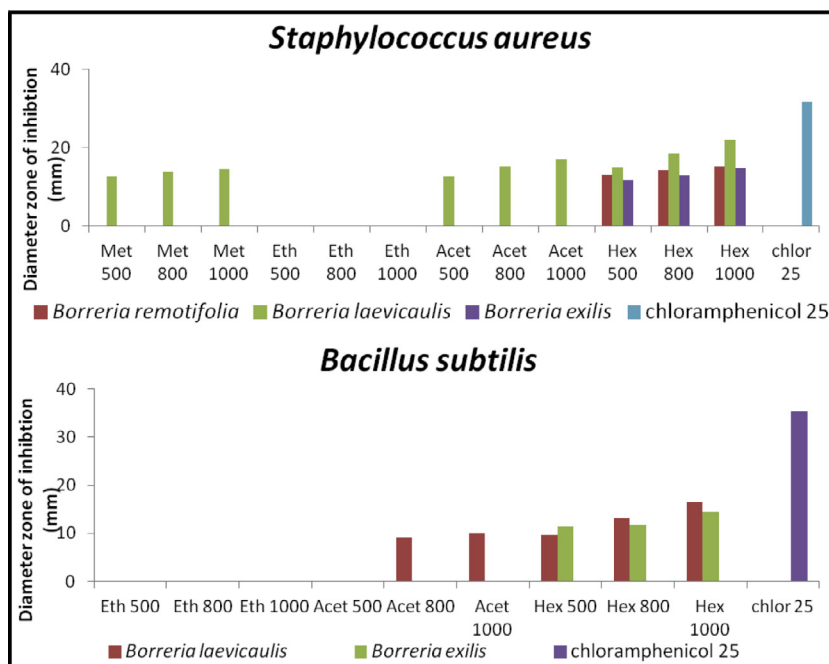 Staphylococcus aureus
Diameter zone of inhibtion
(mm)
40
20
0
Met Met Met Eth Eth Eth Acet Acet Acet Hex Hex Hex chlor
500 800 1000 500 800 1000 500 800 1000 500 800 1000 25
Borreria remotifolia Borreria laevicaulis Borreria exilis chloramphenicol 25
Bacillus subtilis
Diameter zone of inhibition
(mm)
40
30
20
10
0
Eth 500 Eth 800 Eth 1000 Acet 500 Acet 800 Acet Hex 500 Hex 800 Hex chlor 25
1000 1000
Borreria laevicaulis Borreria exilis chloramphenicol 25